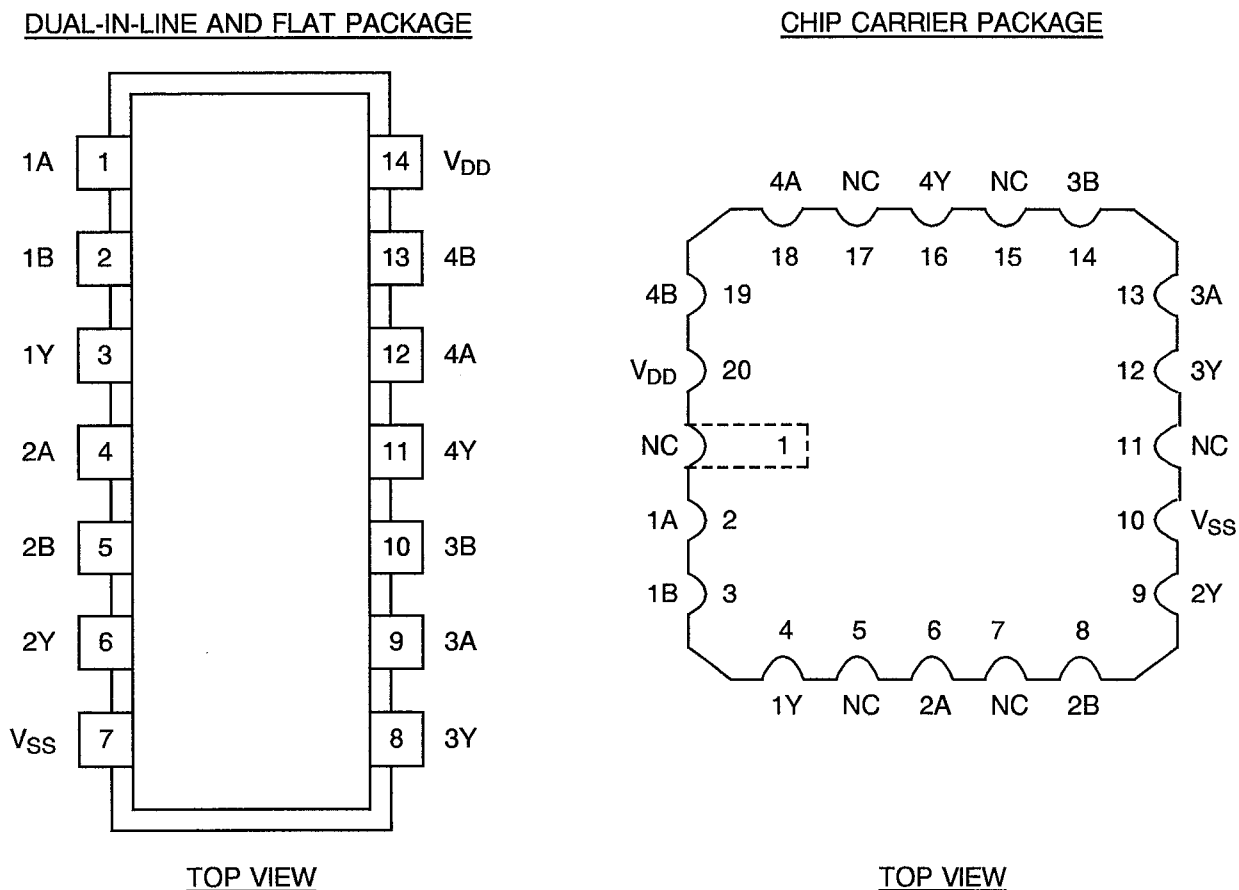 DUAL-IN-LINE AND FLAT PACKAGE
1A 1 14 VDD
1B 2 13 4B
1Y 3 12 4A
2A 4 11 4Y
2B 5 10 3B
2Y 6 9 3A
VSS 7 8 3Y
TOP VIEW
CHIP CARRIER PACKAGE
4A NC 4Y NC 3B
18 17 16 15 14
4B 19 13 3A
VDD 20 12 3Y
NC 1 11 NC
1A 2 10 VSS
1B 3 9 2Y
4 5 6 7 8
1Y NC 2A NC 2B
TOP VIEW